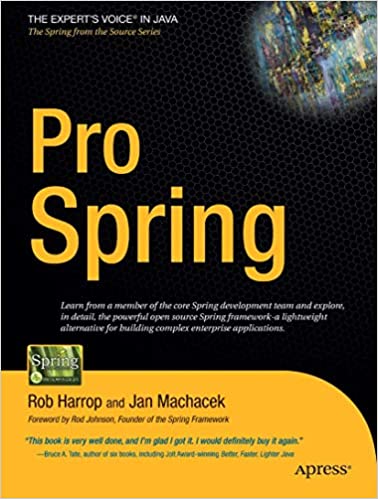 THE EXPERT'S VOICE® IN JAVA
The Spring from the Source Series
Pro
Spring
Learn from a member of the core Spring development team and explore,
in detail, the powerful open source Spring framework-a lightweight
alternative for building complex enterprise applications.
Spring
Rob Harrop and Jan Machacek
Foreword by Rod Johnson, Founder of the Spring Framework
"This book is very well done, and I'm glad I got it. I would definitely buy it again."
—Bruce A. Tate, author of six books, including Jolt Award-winning Better, Faster, Lighter Java
Apress®